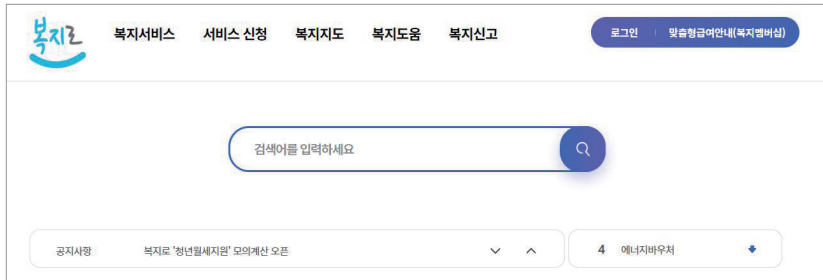 복지로
복지서비스 서비스 신청 복지지도 복지도움 복지신고
로그인 | 맞춤형급여안내(복지멤버십)
검색어를 입력하세요
공지사항 복지로 '청년월세지원' 모의계산 오픈
4 에너지바우처